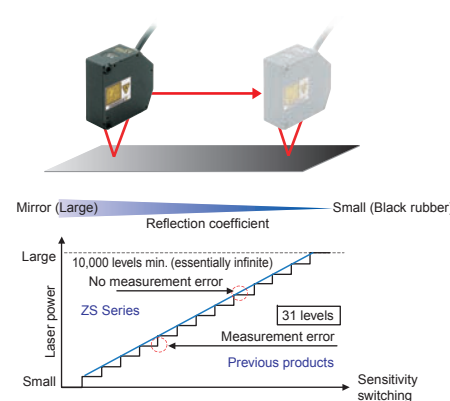 Mirror (Large)
Small (Black rubber)
Reflection coefficient
Large
10,000 levels min. (essentially infinite)
No measurement error
ZS Series
31 levels
Laser power
Measurement error
Previous products
Small
Sensitivity
switching